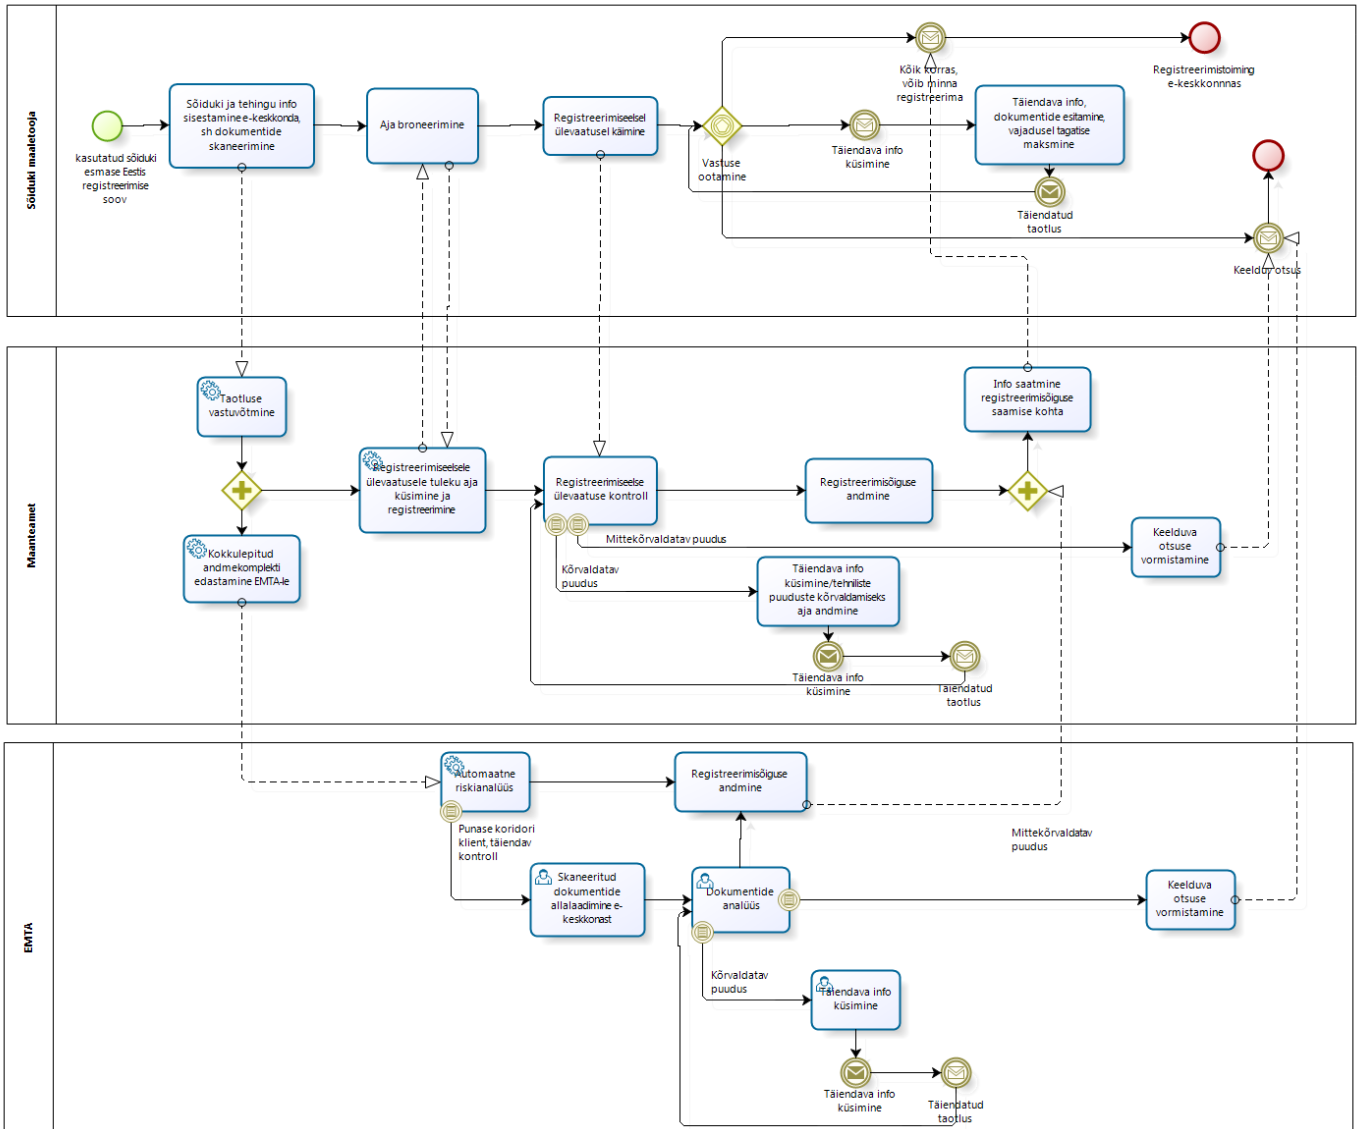 Sõiduki maaletooja
kasutatud sõiduki
esmase Eestis
registreerimise
soov
Sõiduki ja tehingu info
sisestamine e-keskkonda,
sh dokumentide
skaneerimine
Aja broneerimine
Registreerimiseelsel
ülevaatusel käimine
Vastuse
ootamine
Kõik korras,
võib minna
registreerima
Registreerimistoiming
e-keskkonnnas
Täiendava info
küsimine
Täiendava info,
dokumentide esitamine,
vajadusel tagatise
maksmine
Täiendatud
taotlus
Keelduv otsus
Maanteamet
Taotluse
vastuvõtmine
Kokkulepitud
andmekomplekti
edastamine EMTA-le
Registreerimiseelsele
ülevaatusele tuleku aja
küsimine ja
registreerimine
Registreerimiseelse
ülevaatuse kontroll
Registreerimisõiguse
andmine
Info saatmine
registreerimisõiguse
saamise kohta
Mittekõrvaldatav puudus
Keelduva
otsuse
vormistamine
Kõrvaldatav
puudus
Täiendava info
küsimine/tehniliste
puuduste kõrvaldamiseks
aja andmine
Täiendava info
küsimine
Täiendatud
taotlus
EMTA
Automaatne
riskianalüüs
Registreerimisõiguse
andmine
Punase koridori
klient, täiendav
kontroll
Mittekõrvaldatav
puudus
Skaneeritud
dokumentide
allalaadimine e-
keskkonast
Dokumentide
analüüs
Keelduva
otsuse
vormistamine
Kõrvaldatav
puudus
Täiendava info
küsimine
Täiendava info
küsimine
Täiendatud
taotlus